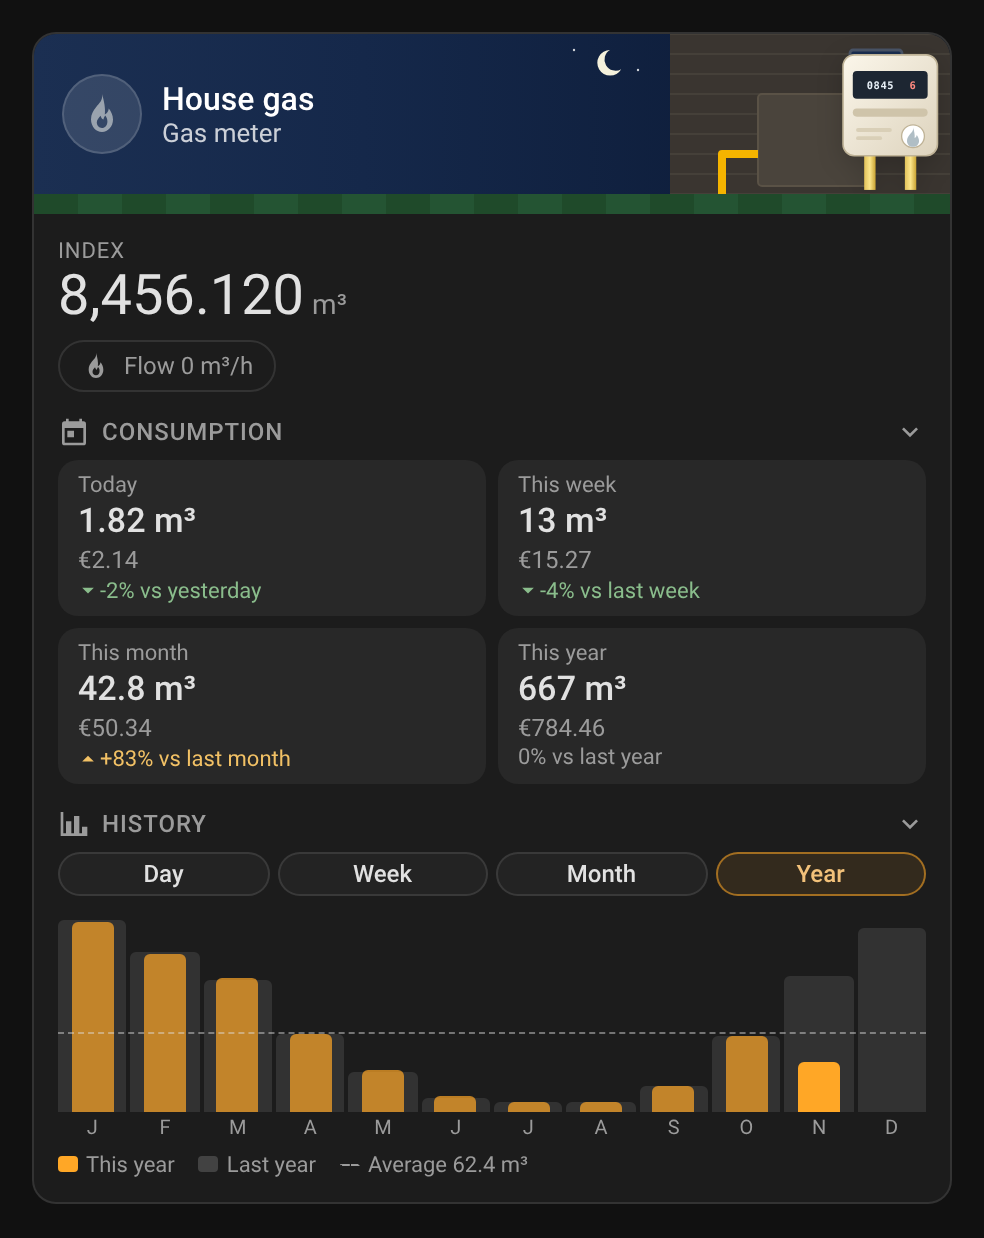 House gas
Gas meter
0845 6
INDEX
8,456.120 m³
Flow 0 m³/h
CONSUMPTION
Today
1.82 m³
€2.14
-2% vs yesterday
This week
13 m³
€15.27
-4% vs last week
This month
42.8 m³
€50.34
+83% vs last month
This year
667 m³
€784.46
0% vs last year
HISTORY
Day Week Month Year
J F M A M J J A S O N D
This year Last year Average 62.4 m³